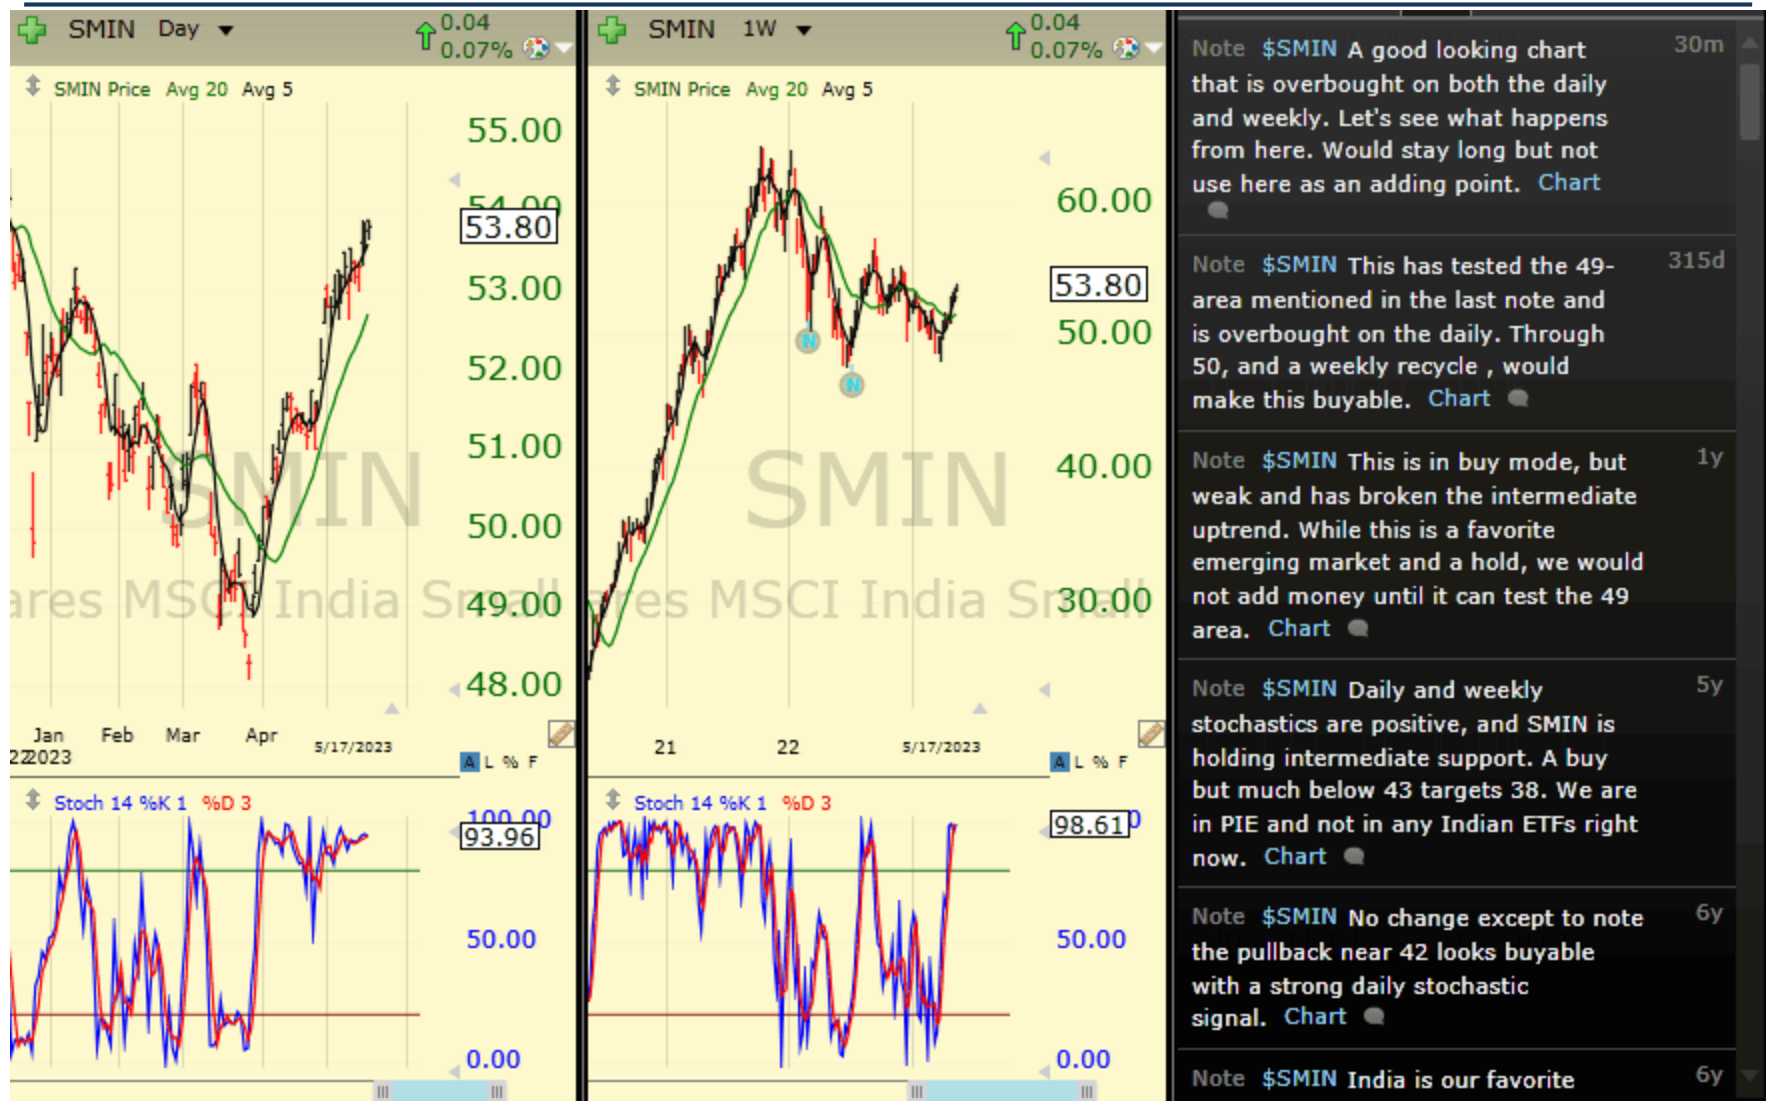 SMIN Day
0.04
0.07%
SMIN Price Avg 20 Avg 5
55.00
54.00
53.80
53.00
52.00
51.00
50.00
49.00
48.00
SMIN
ares MSCI India Small
Jan Feb Mar Apr 5/17/2023
22 2023
A L % F
Stoch 14 %K 1 %D 3
100.00
93.96
50.00
0.00
SMIN 1W
0.04
0.07%
SMIN Price Avg 20 Avg 5
60.00
53.80
50.00
40.00
30.00
SMIN
ares MSCI India Small
N
N
21 22 5/17/2023
A L % F
Stoch 14 %K 1 %D 3
98.61
50.00
0.00
Note $SMIN A good looking chart 30m
that is overbought on both the daily
and weekly. Let's see what happens
from here. Would stay long but not
use here as an adding point. Chart
Note $SMIN This has tested the 49- 315d
area mentioned in the last note and
is overbought on the daily. Through
50, and a weekly recycle , would
make this buyable. Chart
Note $SMIN This is in buy mode, but 1y
weak and has broken the intermediate
uptrend. While this is a favorite
emerging market and a hold, we would
not add money until it can test the 49
area. Chart
Note $SMIN Daily and weekly 5y
stochastics are positive, and SMIN is
holding intermediate support. A buy
but much below 43 targets 38. We are
in PIE and not in any Indian ETFs right
now. Chart
Note $SMIN No change except to note 6y
the pullback near 42 looks buyable
with a strong daily stochastic
signal. Chart
Note $SMIN India is our favorite 6y